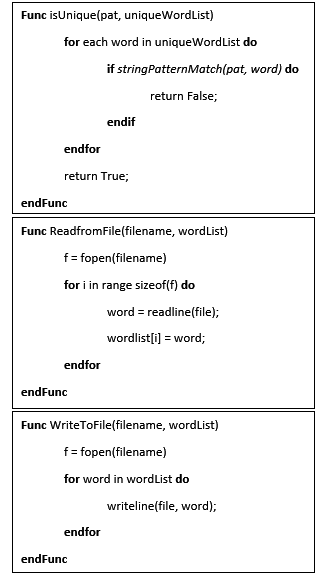 Func isUnique(pat, uniqueWordList)
for each word in uniqueWordList do
if stringPatternMatch(pat, word) do
return False;
endif
endfor
return True;
endFunc
Func ReadfromFile(filename, wordList)
f = fopen(filename)
for i in range sizeof(f) do
word = readline(file);
wordlist[i] = word;
endfor
endFunc
Func WriteToFile(filename, wordList)
f = fopen(filename)
for word in wordList do
writeline(file, word);
endfor
endFunc